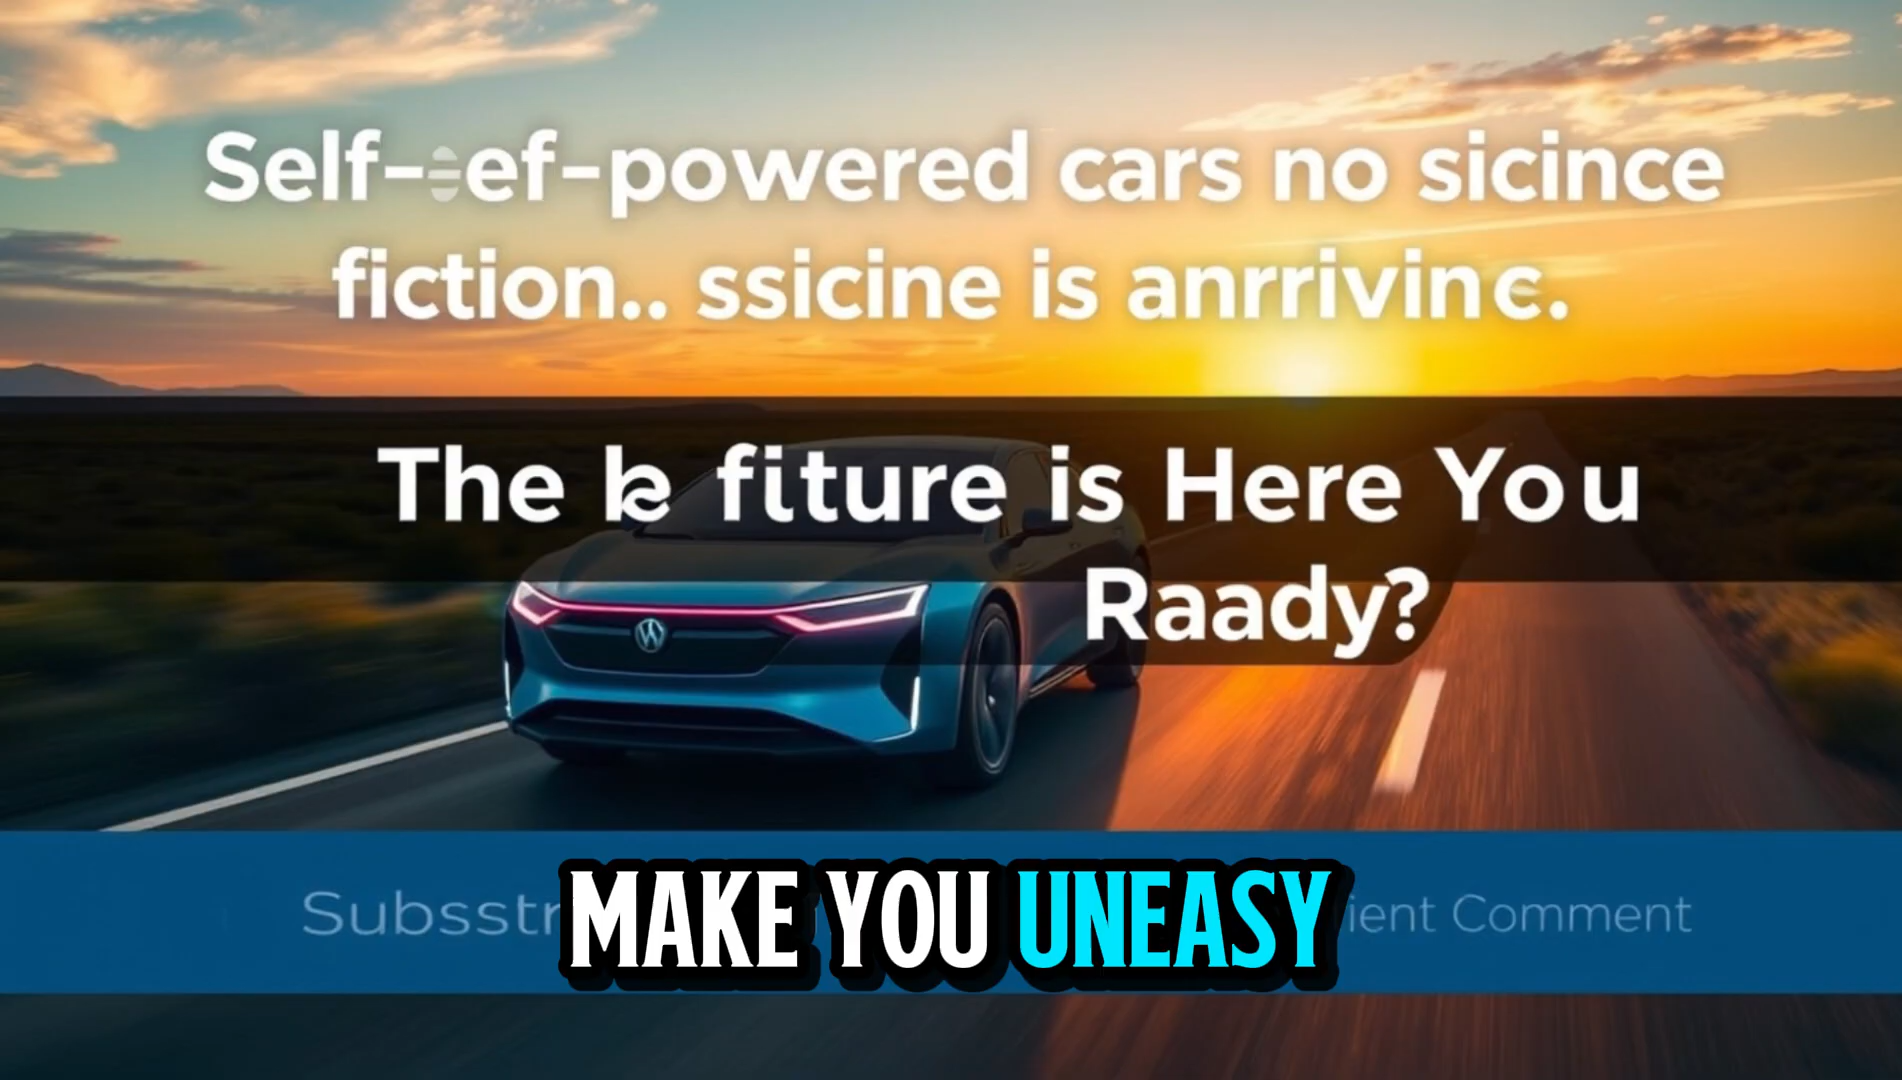 Self-ef-powered cars no sicince
fiction.. ssicine is anrrivinc.
The fiture is Here You
Raady?
Subsstr
MAKE YOU UNEASY
ient Comment